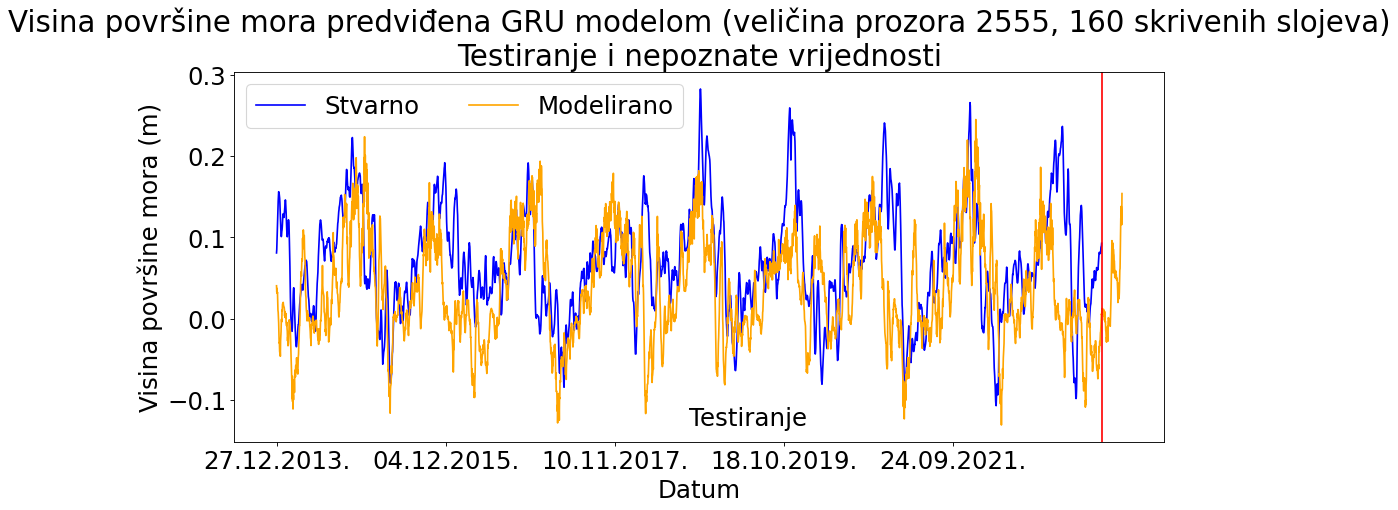 Visina površine mora predviđena GRU modelom (veličina prozora 2555, 160 skrivenih slojeva)
Testiranje i nepoznate vrijednosti
Stvarno
Modelirano
Visina površine mora (m)
0.3
0.2
0.1
0.0
−0.1
Testiranje
27.12.2013.
04.12.2015.
10.11.2017.
18.10.2019.
24.09.2021.
Datum